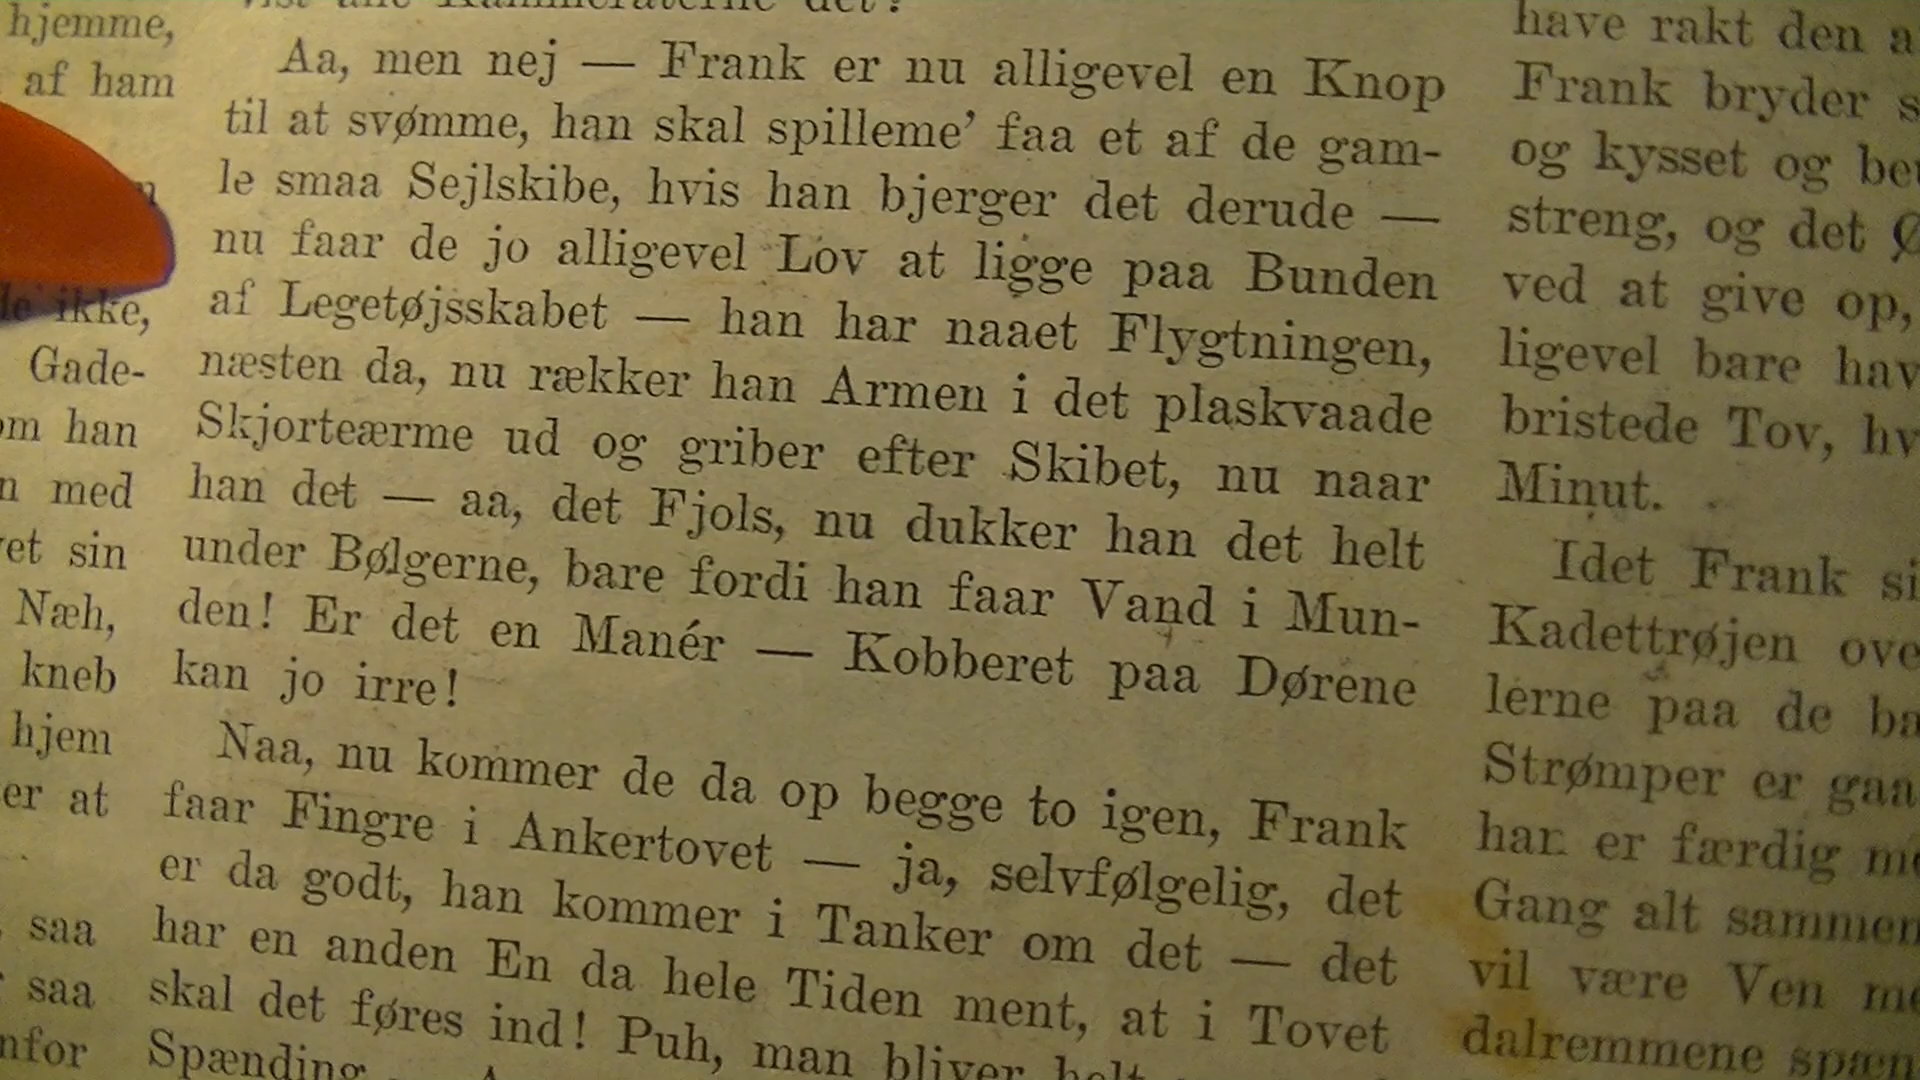 hjemme,
af ham
ikke,
Gade-
om han
med
sin
Næh,
kneb
hjem
er at
saa
saa
Aa, men nej — Frank er nu alligevel en Knop
til at svømme, han skal spilleme' faa et af de gam-
le smaa Sejlskibe, hvis han bjerger det derude —
nu faar de jo alligevel Lov at ligge paa Bunden
af Legetøjsskabet — han har naaet Flygtningen,
næsten da, nu rækker han Armen i det plaskvaade
Skjorteærme ud og griber efter Skibet, nu naar
han det — aa, det Fjols, nu dukker han det helt
under Bølgerne, bare fordi han faar Vand i Mun-
den! Er det en Manér — Kobberet paa Dørene
kan jo irre!
Naa, nu kommer de da op begge to igen, Frank
faar Fingre i Ankertovet — ja, selvfølgelig, det
er da godt, han kommer i Tanker om det — det
har en anden En da hele Tiden ment, at i Tovet
skal det føres ind! Puh, man bliver helt
Spænding
have rakt den a
Frank bryder s
og kysset og be
streng, og det
ved at give op,
ligevel bare hav
bristede Tov, hv
Minut.
Idet Frank si
Kadettrøjen ove
lerne paa de ba
Strømper er gaa
han er færdig me
Gang alt sammen
vil være Ven me
dalremmene spæn